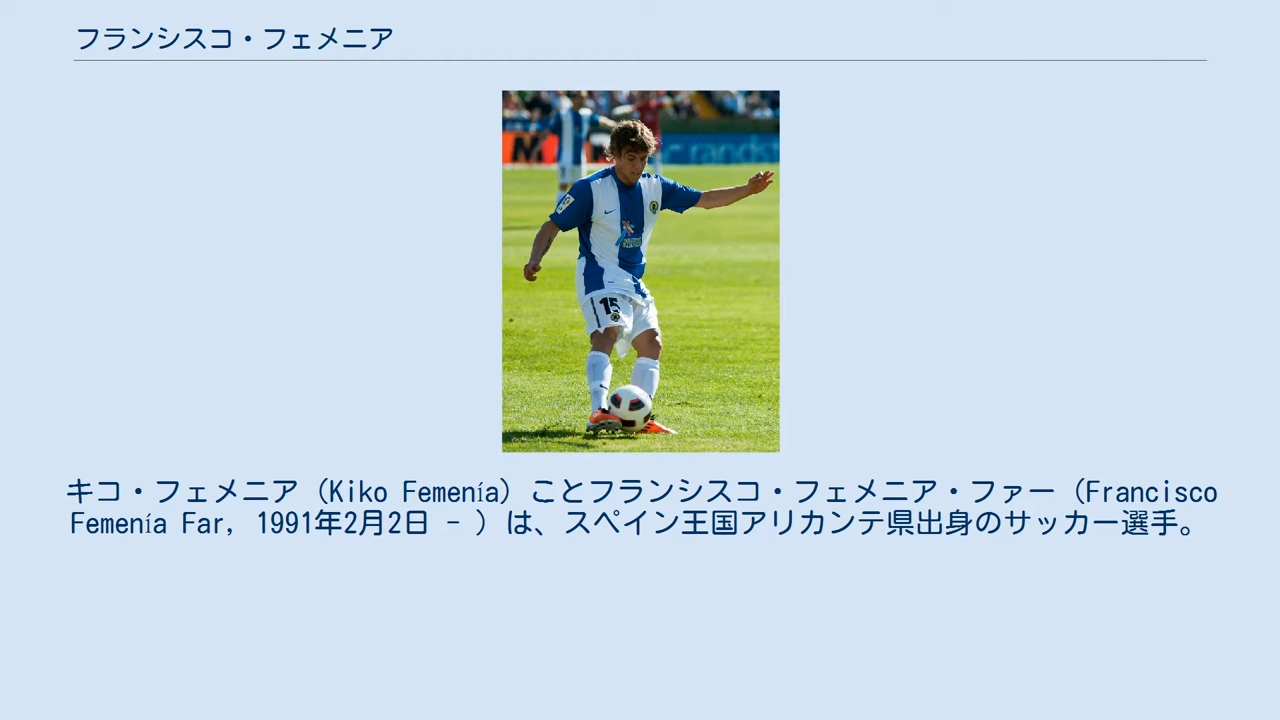 フランシスコ・フェメニア
randst
15
キコ・フェメニア（Kiko Femenía）ことフランシスコ・フェメニア・ファー（Francisco
Femenía Far, 1991年2月2日 - ）は、スペイン王国アリカンテ県出身のサッカー選手。